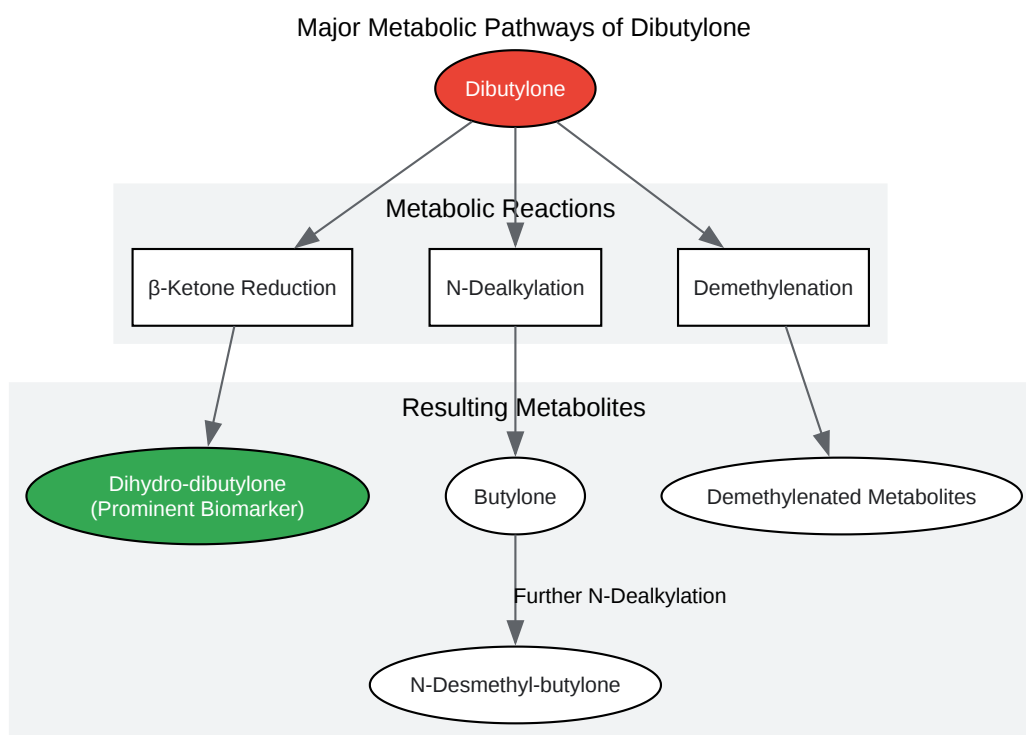 Major Metabolic Pathways of Dibutylone
Dibutylone
Metabolic Reactions
β-Ketone Reduction
N-Dealkylation
Demethylenation
Resulting Metabolites
Dihydro-dibutylone
(Prominent Biomarker)
Butylone
Demethylenated Metabolites
Further N-Dealkylation
N-Desmethyl-butylone